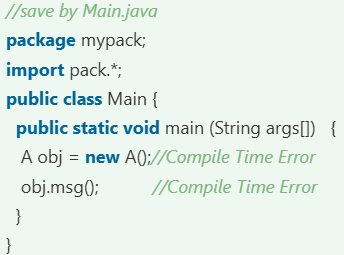 //save by Main.java
package mypack;
import pack.*;
public class Main {
public static void main (String args[]) {
A obj = new A();//Compile Time Error
obj.msg(); //Compile Time Error
}
}